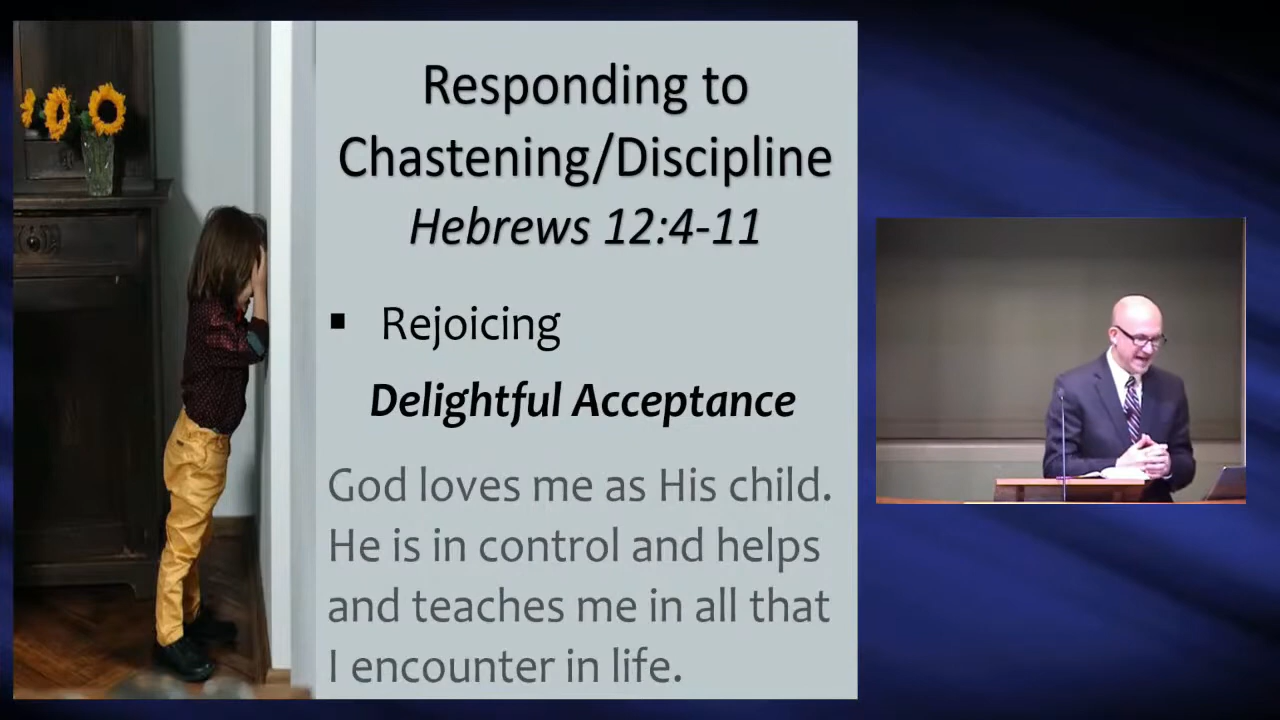 Responding to
Chastening/Discipline
Hebrews 12:4-11
▪ Rejoicing
Delightful Acceptance
God loves me as His child.
He is in control and helps
and teaches me in all that
I encounter in life.